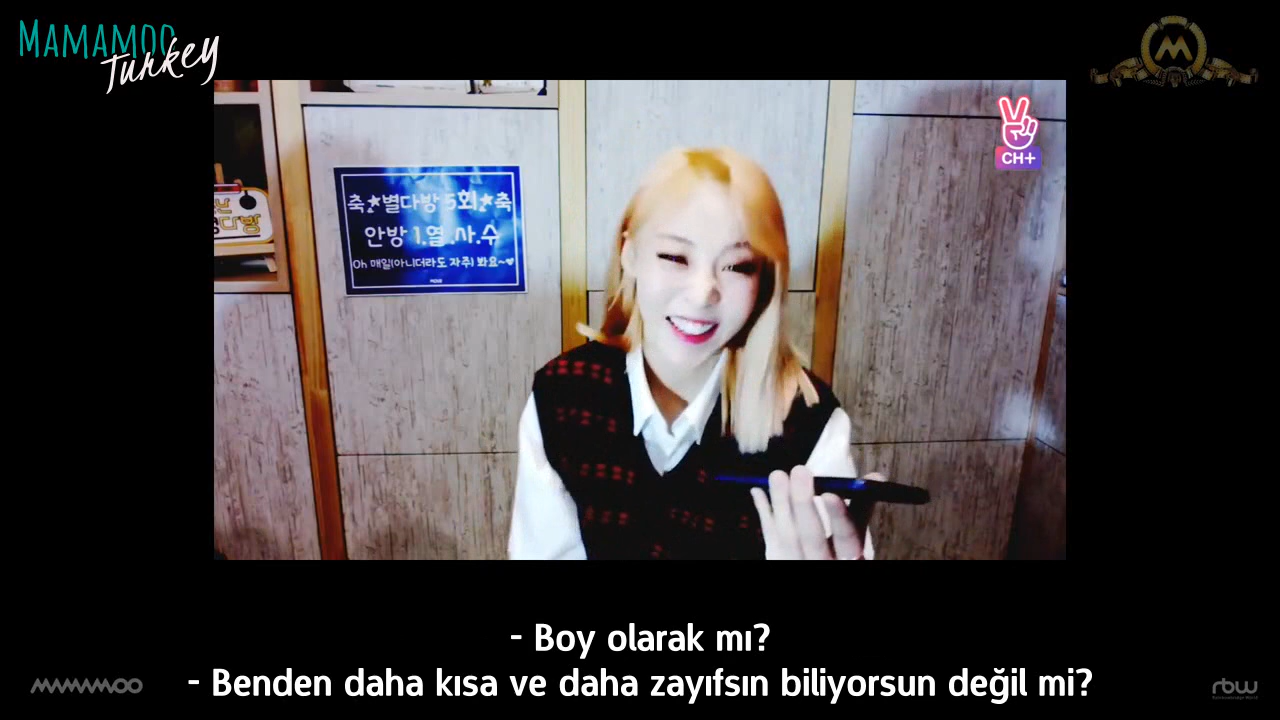 MAMAMOO
Turkey
M
CH+
축★별다방 5회★축
안방 1.열.사.수
Oh 매일(아니더라도 자주) 봐요~♥
다방
- Boy olarak mı?
- Benden daha kısa ve daha zayıfsın biliyorsun değil mi?
MAMAMOO
rbw